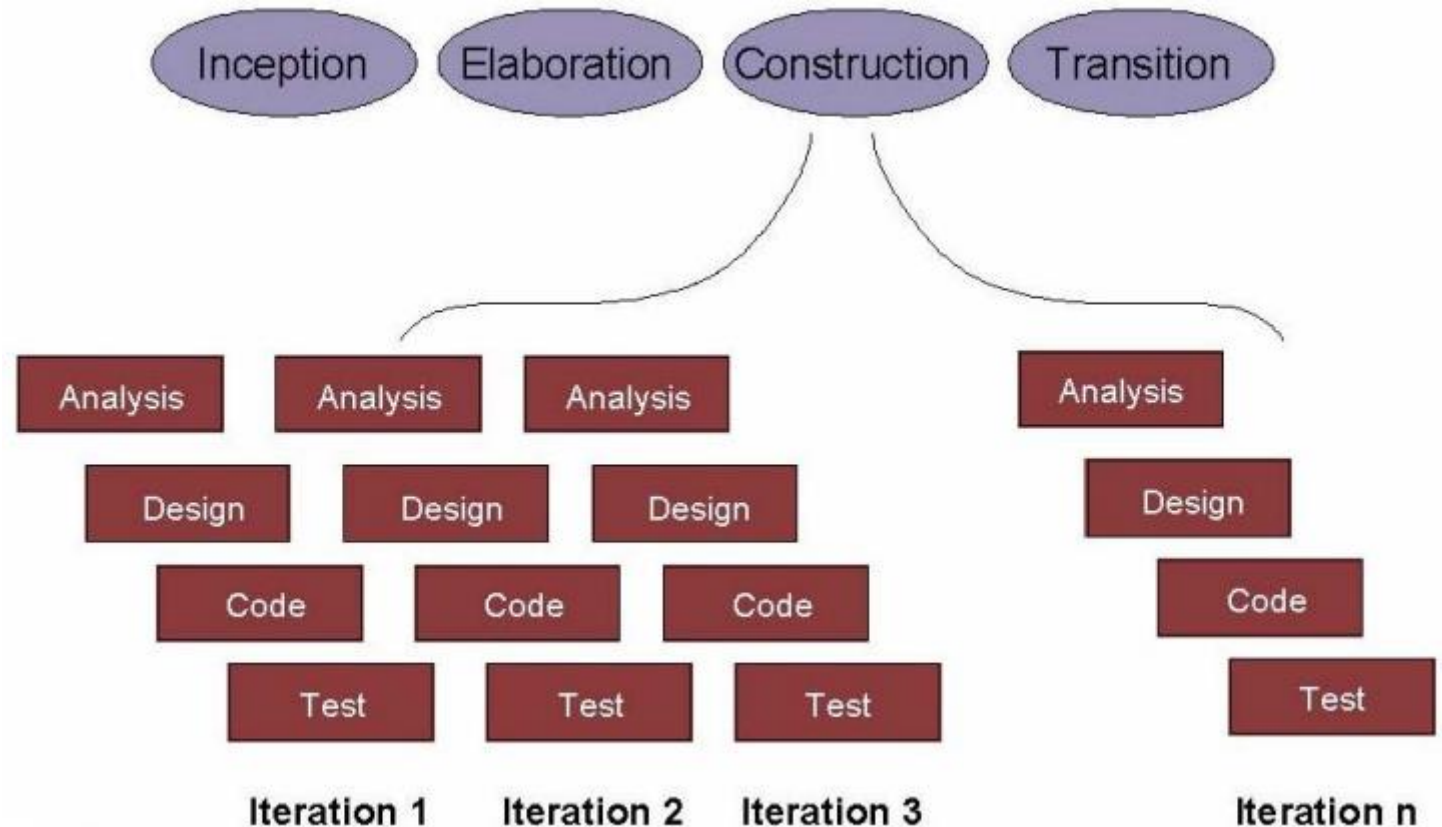 Inception Elaboration Construction Transition
Analysis Analysis Analysis Analysis
Design Design Design Design
Code Code Code Code
Test Test Test Test
Iteration 1 Iteration 2 Iteration 3 Iteration n